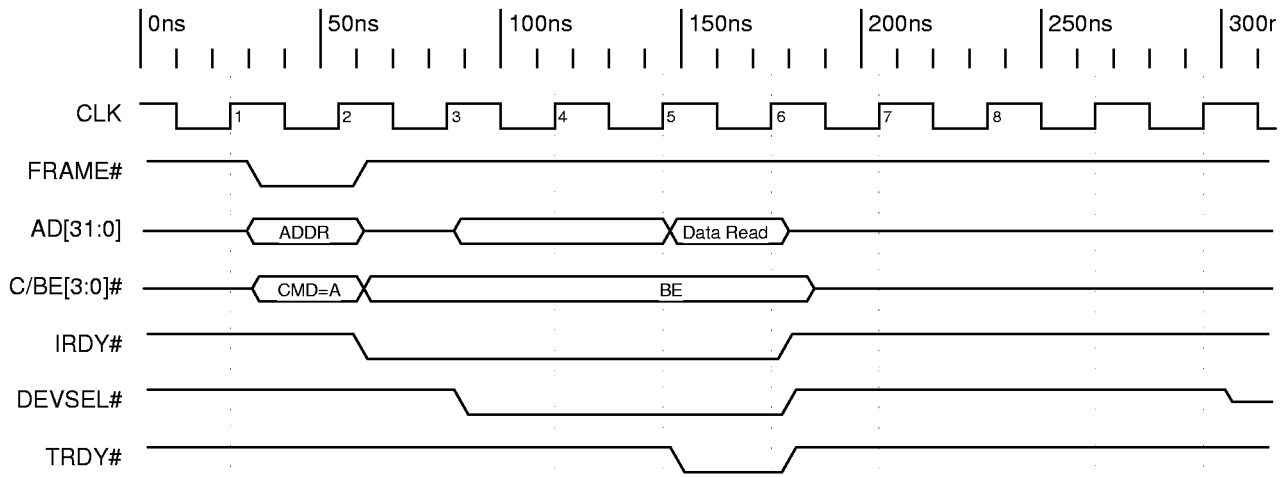 0ns 50ns 100ns 150ns 200ns 250ns 300r
CLK 1 2 3 4 5 6 7 8
FRAME#
AD[31:0] ADDR Data Read
C/BE[3:0]# CMD=A BE
IRDY#
DEVSEL#
TRDY#